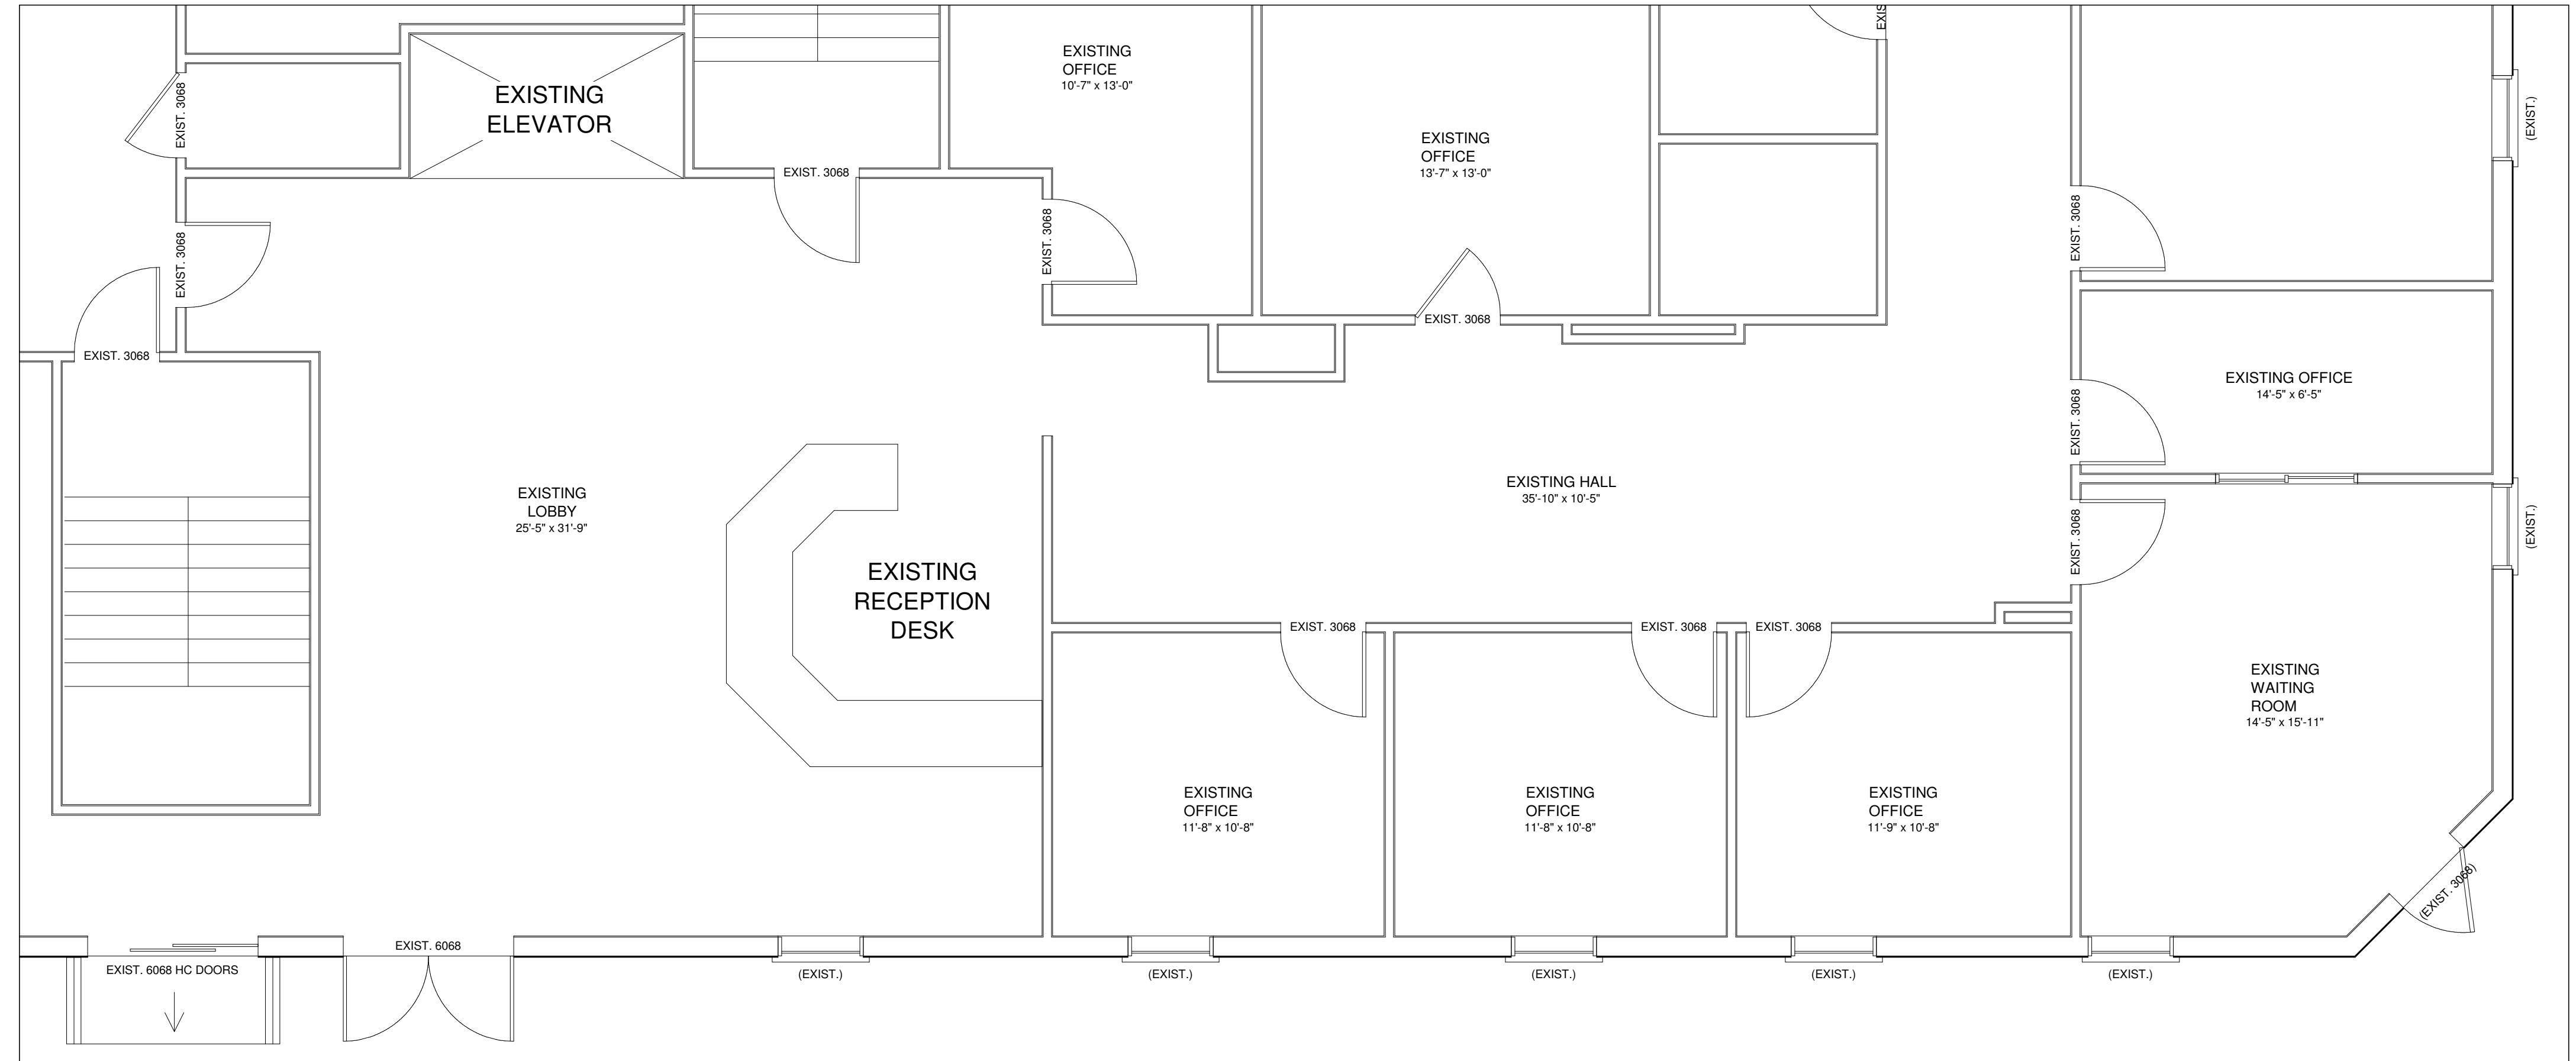 EXIS
EXISTING
OFFICE
10'-7" x 13'-0"
EXISTING
ELEVATOR
EXIST. 3068
(EXIST.)
EXISTING
OFFICE
13'-7" x 13'-0"
EXIST. 3068
EXIST. 3068
EXIST. 3068
EXIST. 3068
EXIST. 3068
EXIST. 3068
EXIST. 3068
EXISTING OFFICE
14'-5" x 6'-5"
EXIST. 3068
EXISTING
LOBBY
25'-5" x 31'-9"
EXISTING HALL
35'-10" x 10'-5"
EXIST. 3068
(EXIST.)
EXISTING
RECEPTION
DESK
EXIST. 3068
EXIST. 3068
EXIST. 3068
EXISTING
WAITING
ROOM
14'-5" x 15'-11"
EXISTING
OFFICE
11'-8" x 10'-8"
EXISTING
OFFICE
11'-8" x 10'-8"
EXISTING
OFFICE
11'-9" x 10'-8"
(EXIST. 3068)
EXIST. 6068
EXIST. 6068 HC DOORS
(EXIST.)
(EXIST.)
(EXIST.)
(EXIST.)
(EXIST.)